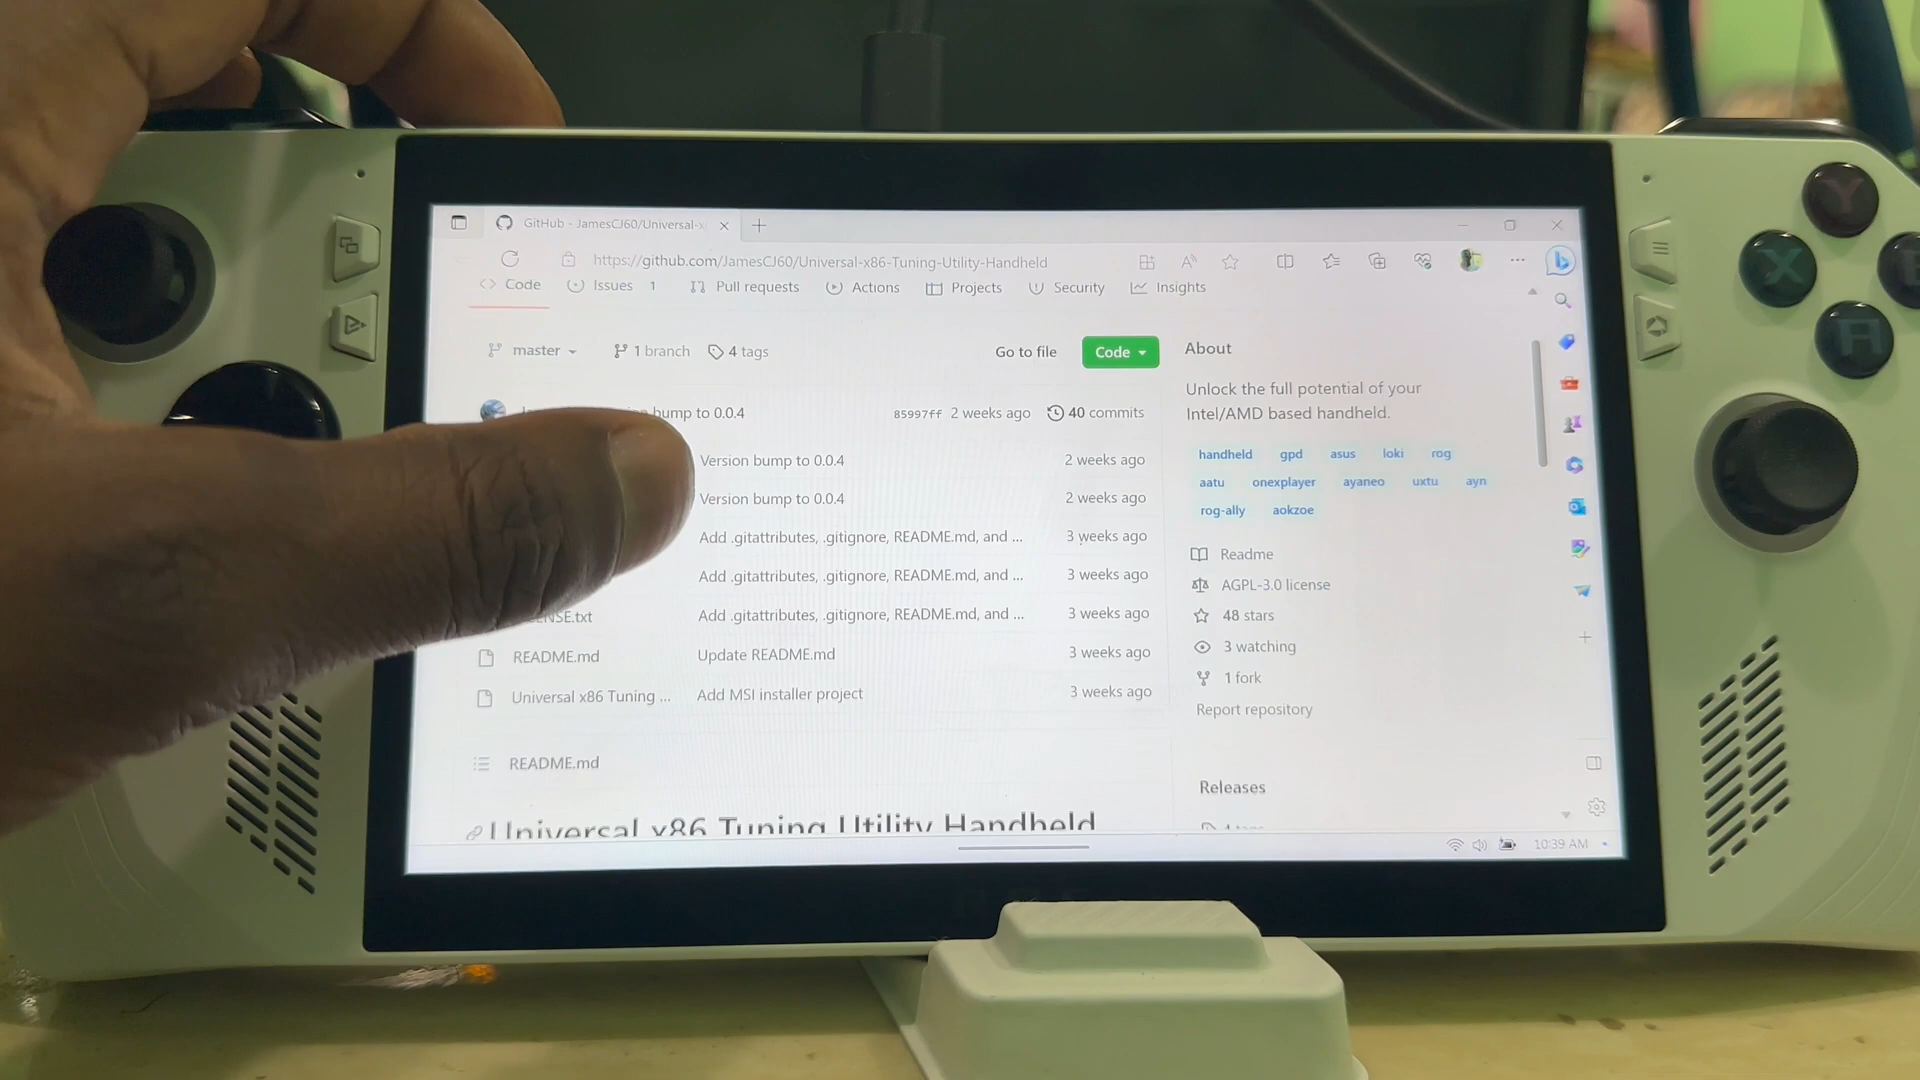 GitHub - JamesCJ60/Universal-x
https://github.com/JamesCJ60/Universal-x86-Tuning-Utility-Handheld
Code Issues 1 Pull requests Actions Projects Security Insights
master 1 branch 4 tags Go to file Code
bump to 0.0.4 85997ff 2 weeks ago 40 commits
Version bump to 0.0.4 2 weeks ago
Version bump to 0.0.4 2 weeks ago
Add .gitattributes, .gitignore, README.md, and ... 3 weeks ago
Add .gitattributes, .gitignore, README.md, and ... 3 weeks ago
ENSE.txt Add .gitattributes, .gitignore, README.md, and ... 3 weeks ago
README.md Update README.md 3 weeks ago
Universal x86 Tuning ... Add MSI installer project 3 weeks ago
README.md
Universal x86 Tuning Utility Handheld
About
Unlock the full potential of your
Intel/AMD based handheld.
handheld gpd asus loki rog
aatu onexplayer ayaneo uxtu ayn
rog-ally aokzoe
Readme
AGPL-3.0 license
48 stars
3 watching
1 fork
Report repository
Releases
10:39 AM
Y
X
A